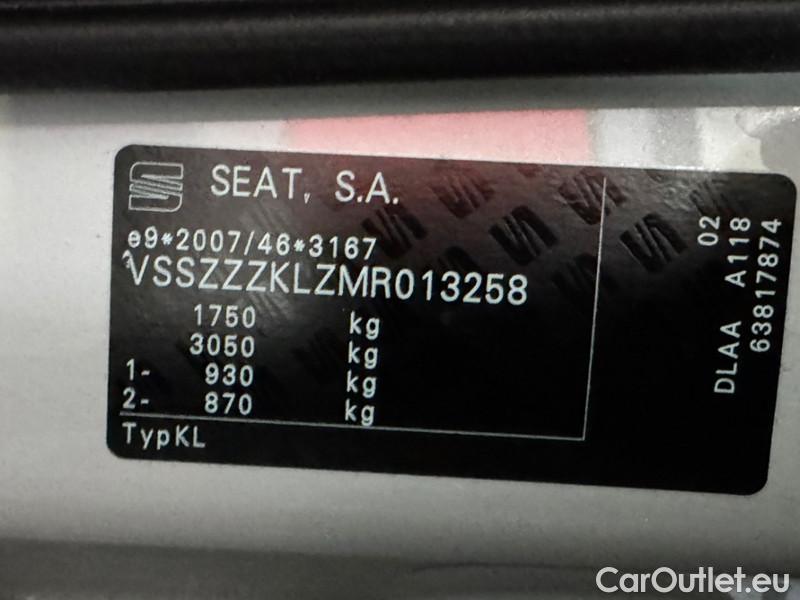 SEAT, S.A.
e9*2007/46*3167
VSSZZZKLZMR013258
1750 kg
3050 kg
1- 930 kg
2- 870 kg
TypKL
02
DLAA A118
63817874
CarOutlet.eu